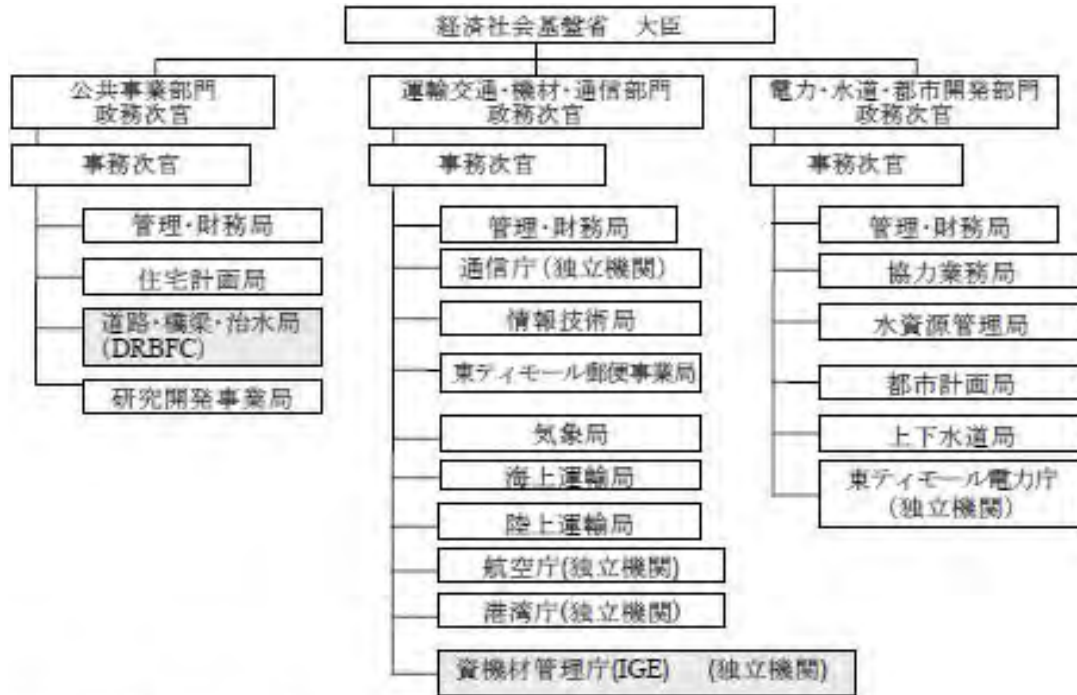 経済社会基盤省　大臣
公共事業部門
政務次官
事務次官
管理・財務局
住宅計画局
道路・橋梁・治水局
(DRBFC)
研究開発事業局
運輸交通・機材・通信部門
政務次官
事務次官
管理・財務局
通信庁(独立機関)
情報技術局
東ティモール郵便事業局
気象局
海上運輸局
陸上運輸局
航空庁(独立機関)
港湾庁(独立機関)
資機材管理庁(IGE)　(独立機関)
電力・水道・都市開発部門
政務次官
事務次官
管理・財務局
協力業務局
水資源管理局
都市計画局
上下水道局
東ティモール電力庁
(独立機関)